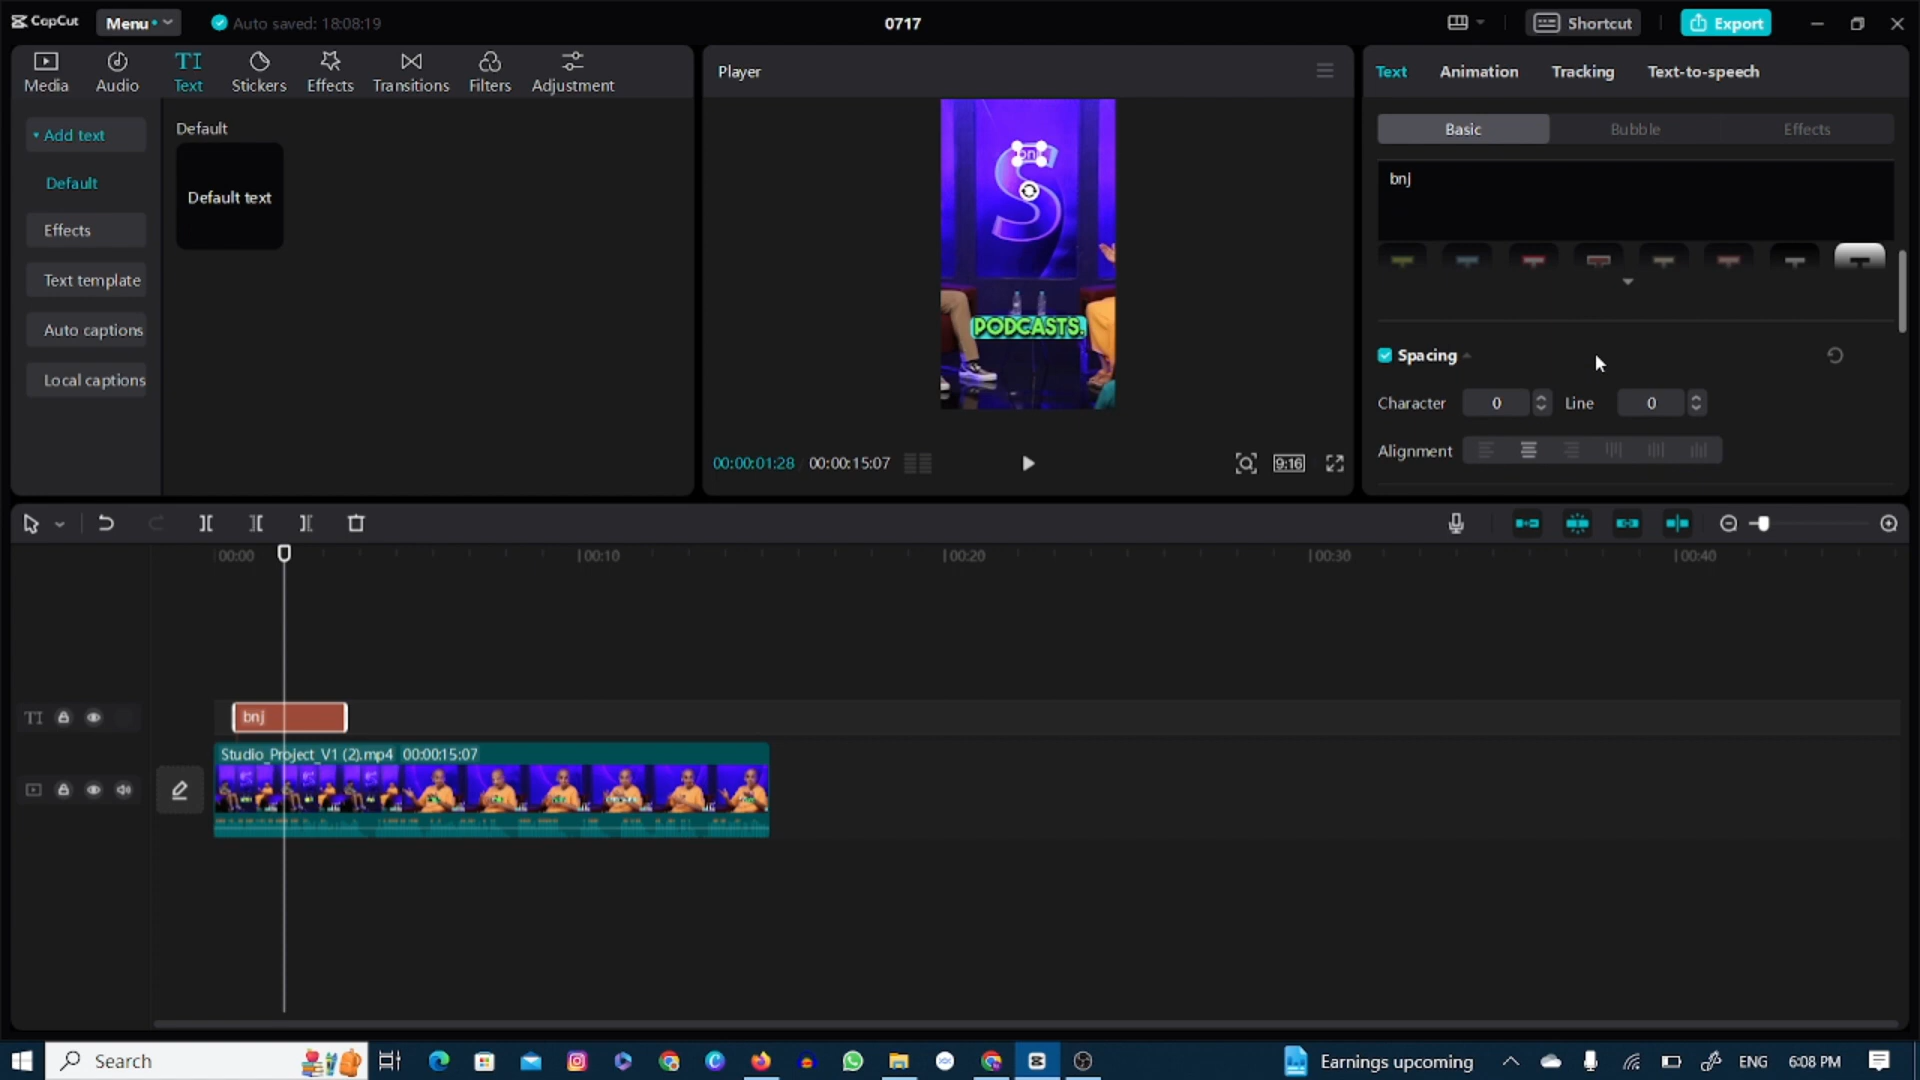 CapCut
Menu
Auto saved: 18:08:19
0717
Shortcut
Export
Media
Audio
TI
Text
Stickers
Effects
Transitions
Filters
Adjustment
Add text
Default
Effects
Text template
Auto captions
Local captions
Default
Default text
Player
S
bnj
PODCASTS.
00:00:01:28
00:00:15:07
9:16
Text
Animation
Tracking
Text-to-speech
Basic
Bubble
Effects
bnj
Spacing
Character
0
Line
0
Alignment
00:00
00:10
00:20
00:30
00:40
TI
bnj
Studio_Project_V1 (2).mp4 00:00:15:07
Search
Earnings upcoming
ENG
6:08 PM